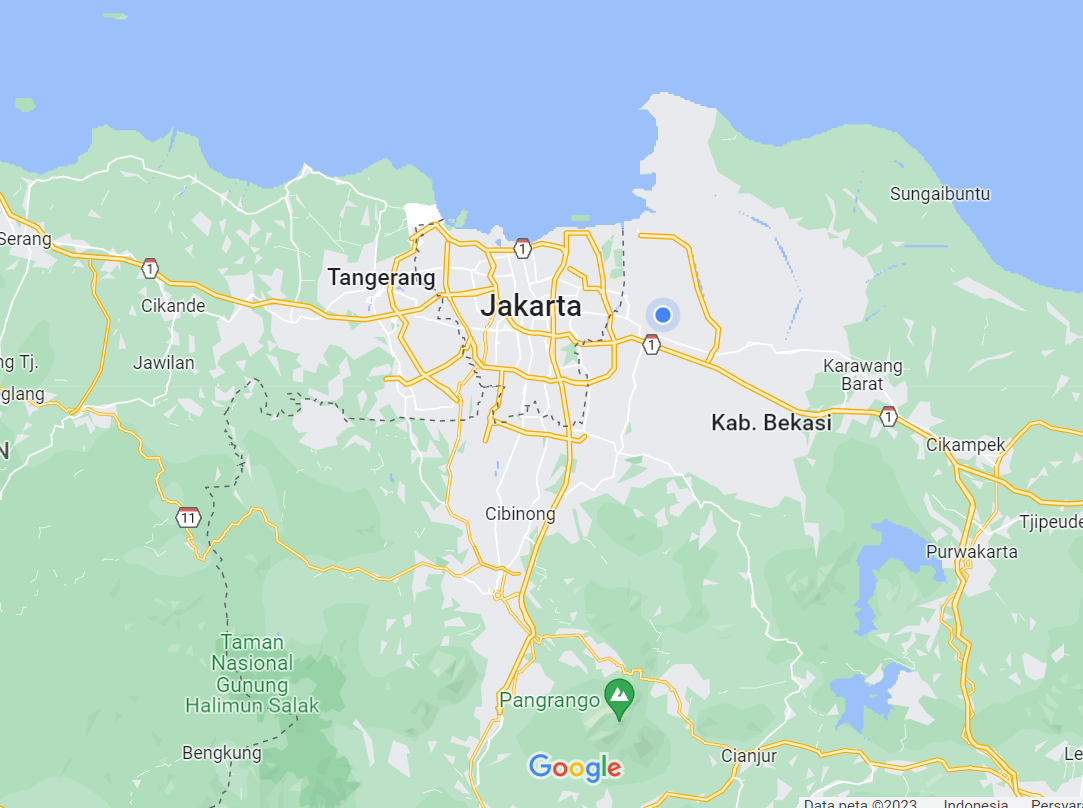 Sungaibuntu
Serang
1
1
Tangerang
Cikande
Jakarta
1
ng Tj.
Jawilan
Karawang
Barat
glang
Kab. Bekasi
1
Cikampek
N
11
Cibinong
Tjipeude
Purwakarta
Taman
Nasional
Gunung
Halimun Salak
Pangrango
Bengkung
Cianjur
Le
Google
Data peta ©2023 Indonesia Persyar